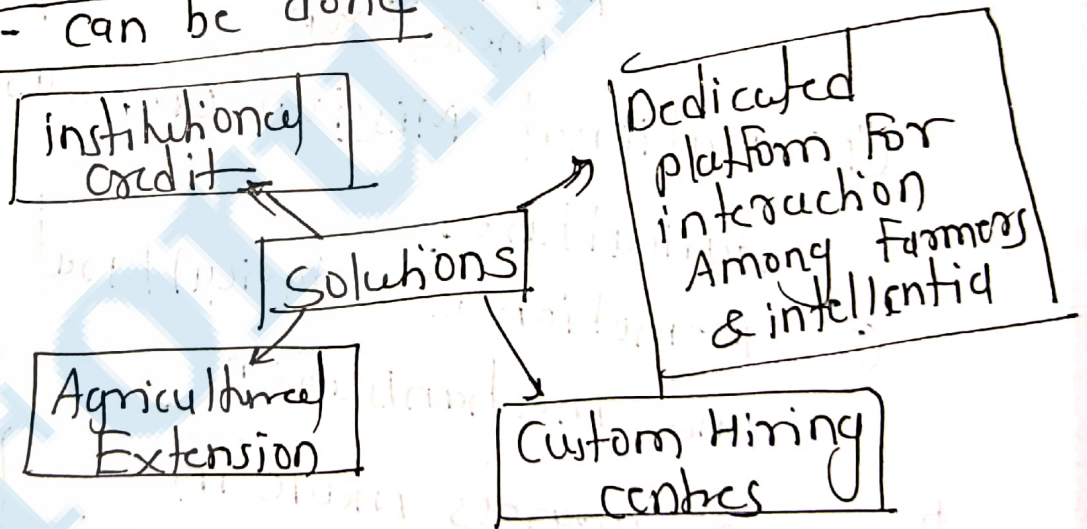 - can be done
institutional
credit
Dedicated
platform For
interaction
Among Farmers
& intellentia
solutions
Agricultural
Extension
Custom Hiring
centres